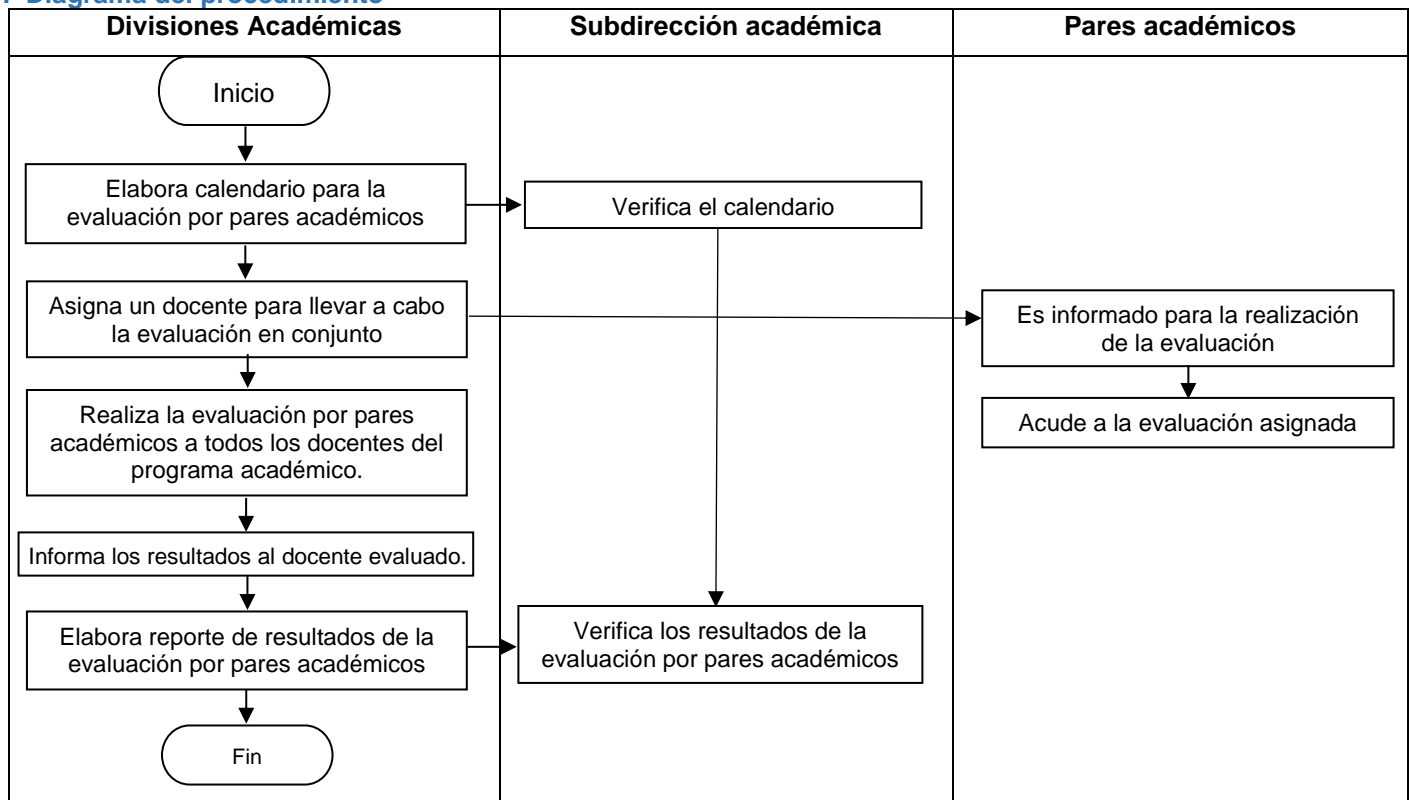 Diagrama del procedimiento
Divisiones Académicas
Subdirección académica
Pares académicos
Inicio
Elabora calendario para la
evaluación por pares académicos
Verifica el calendario
Asigna un docente para llevar a cabo
la evaluación en conjunto
Es informado para la realización
de la evaluación
Realiza la evaluación por pares
académicos a todos los docentes del
programa académico.
Acude a la evaluación asignada
Informa los resultados al docente evaluado.
Elabora reporte de resultados de la
evaluación por pares académicos
Verifica los resultados de la
evaluación por pares académicos
Fin